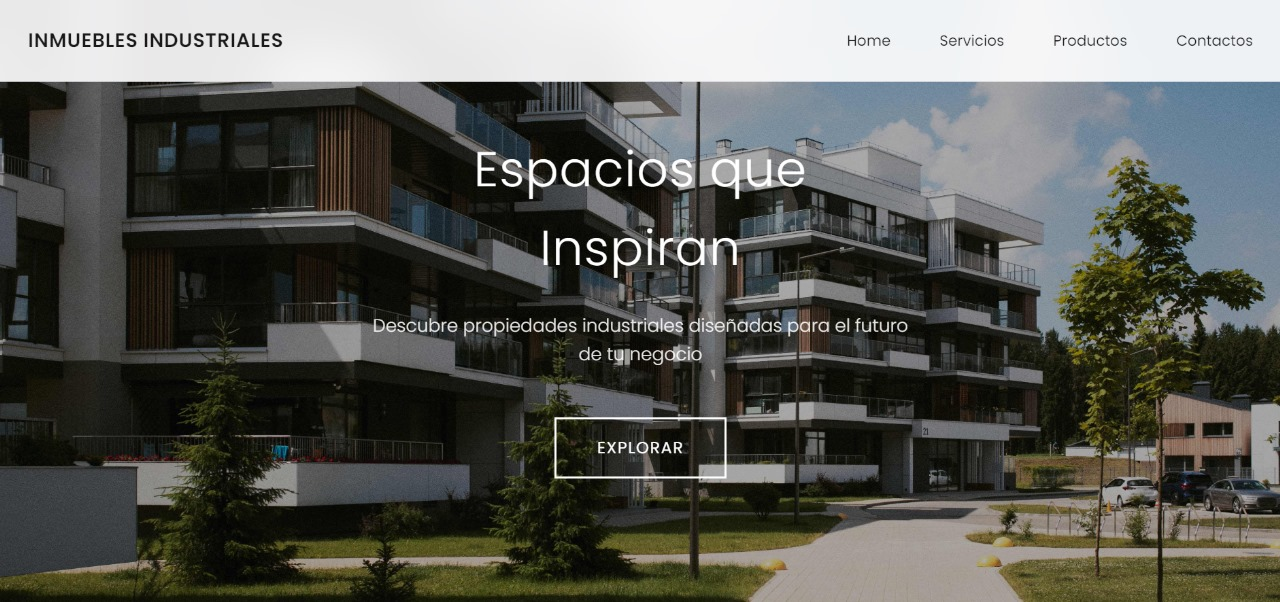 INMUEBLES INDUSTRIALES
Home
Servicios
Productos
Contactos
Espacios que
Inspiran
Descubre propiedades industriales diseñadas para el futuro
de tu negocio
EXPLORAR
21